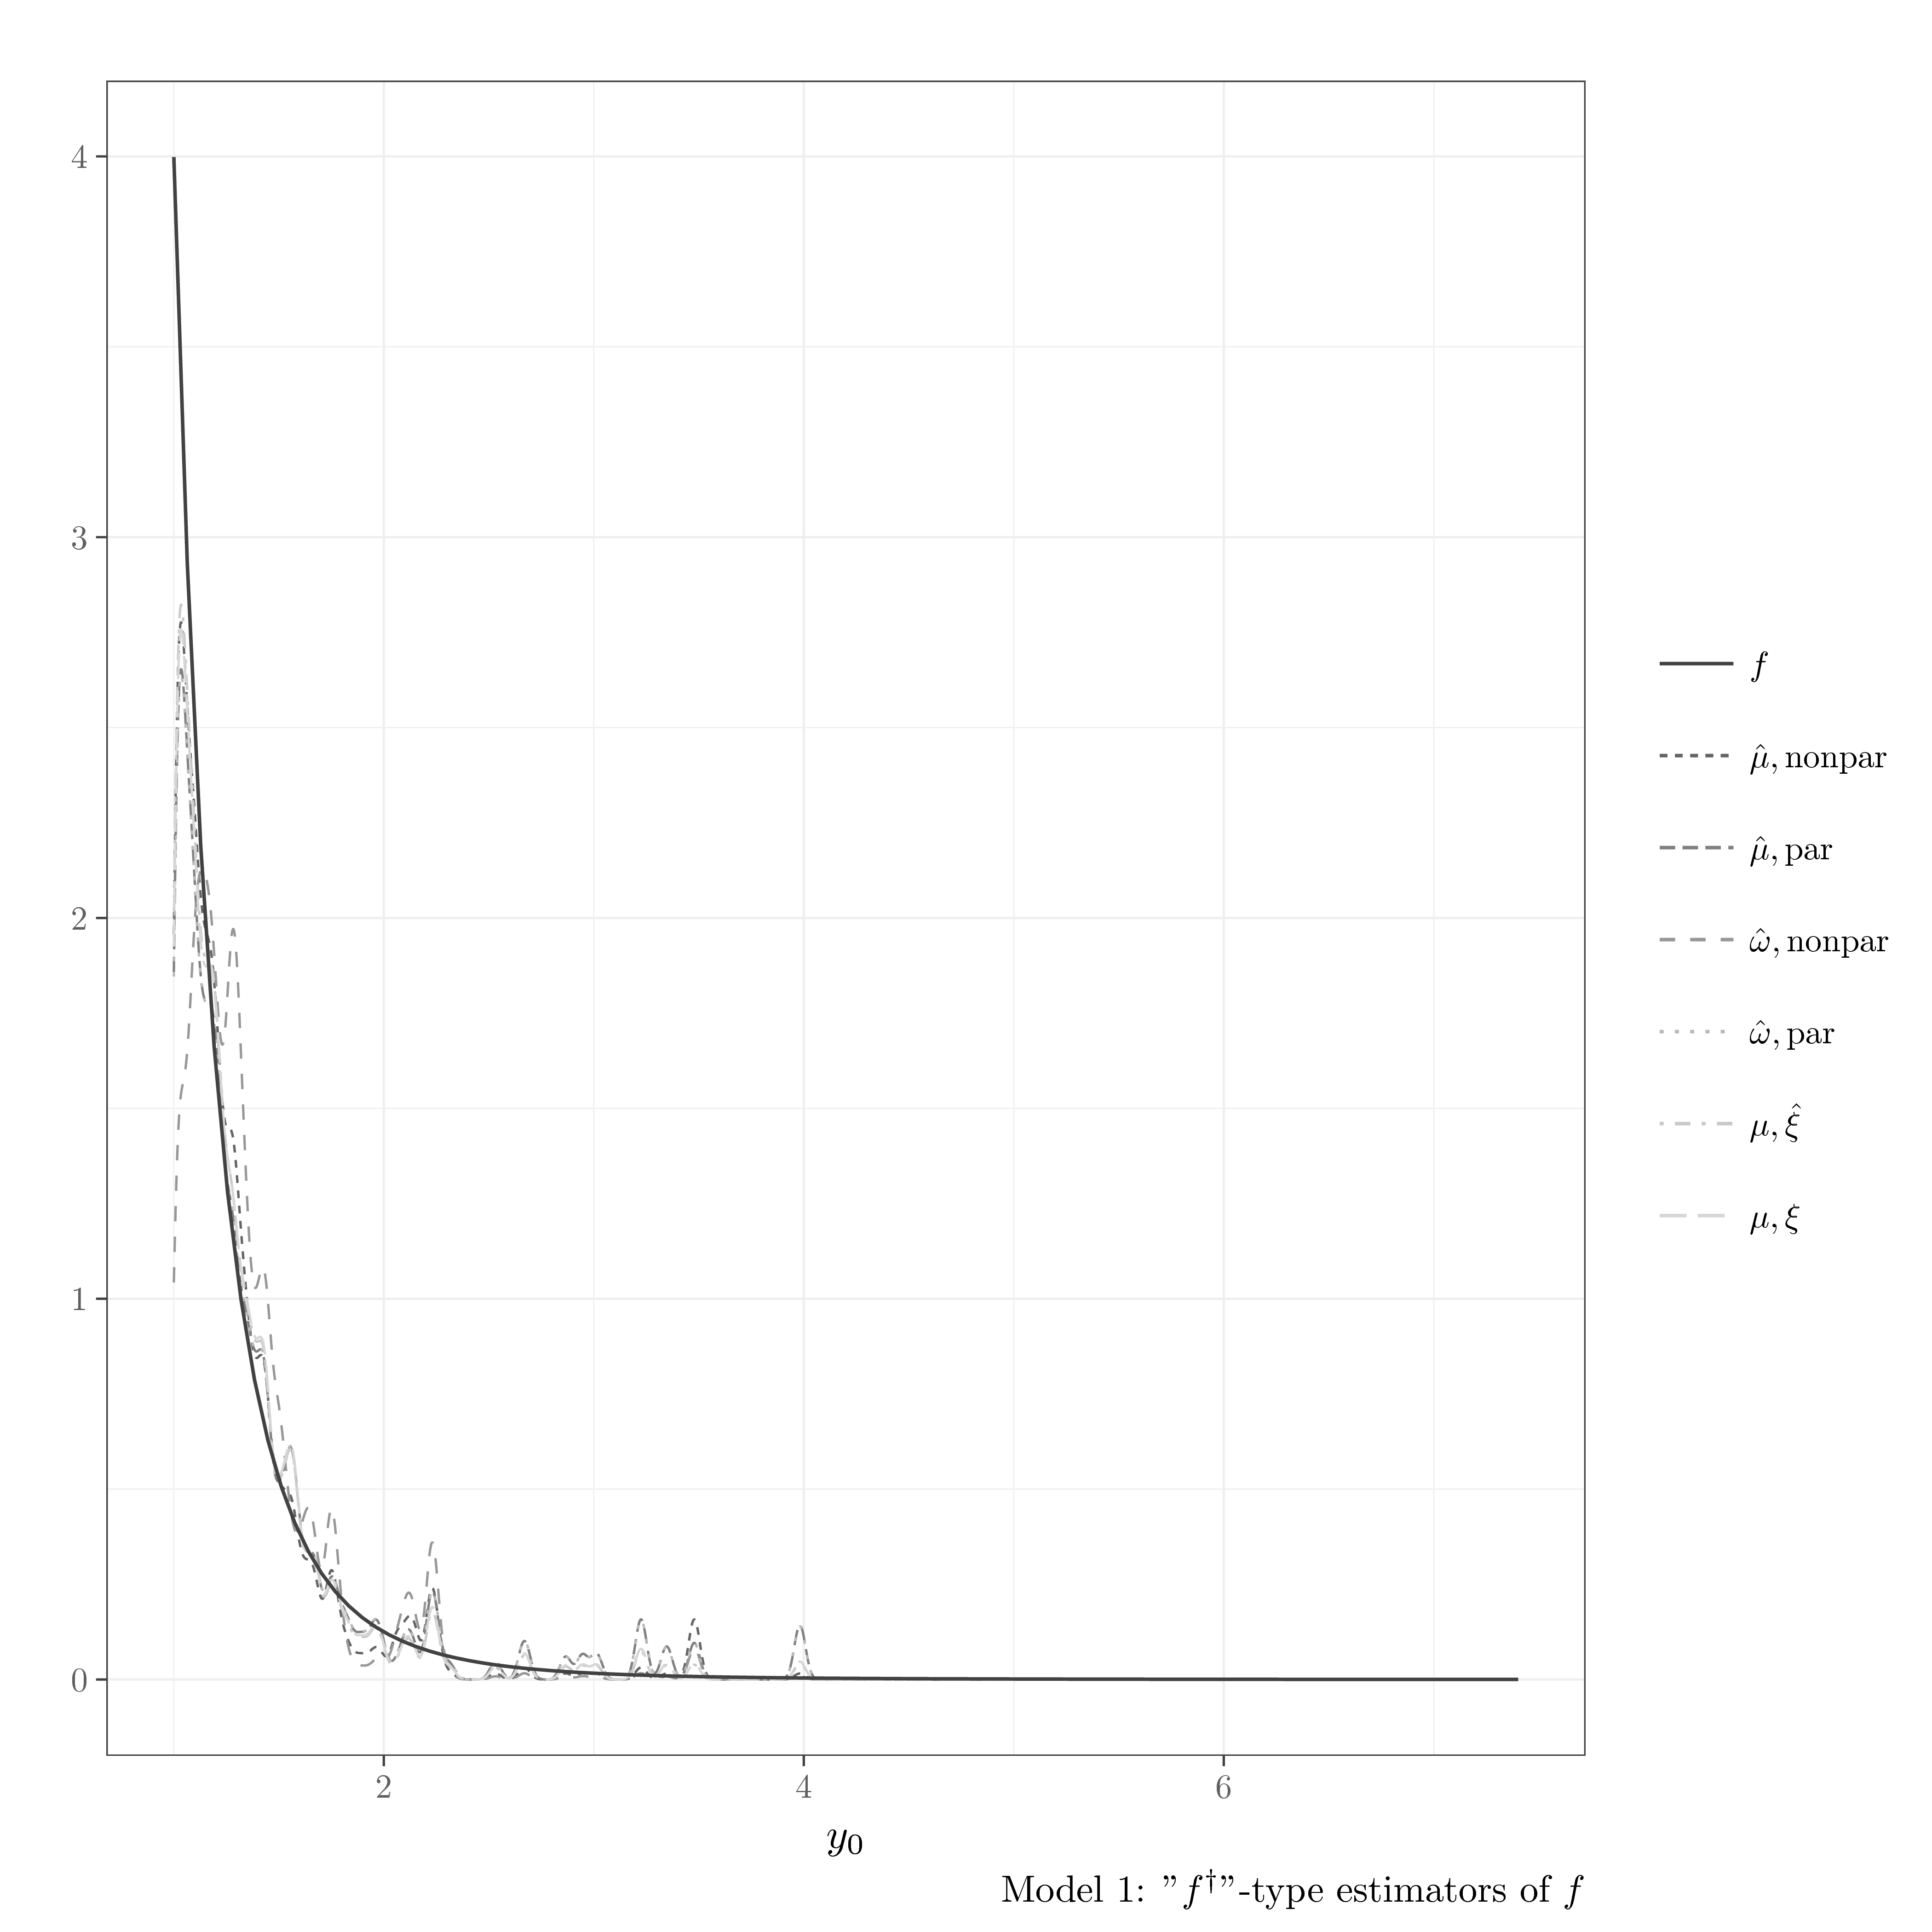 4
3
2
1
0
2
4
6
y₀
Model 1: ”f†”-type estimators of f
f
μ̂, nonpar
μ̂, par
ω̂, nonpar
ω̂, par
μ, ξ̂
μ, ξ